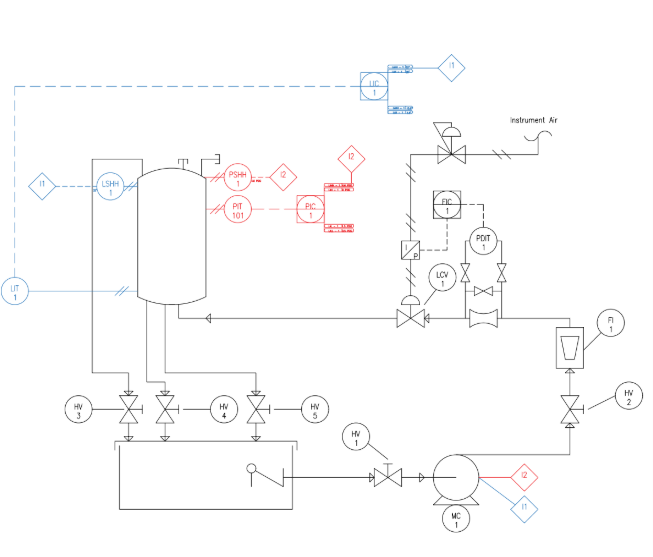 I1
LIC
1
Instrument Air
I2
PSHH
1
I2
I1
LSHH
1
PIT
101
PIC
1
FIC
1
PDIT
1
I
P
LCV
1
LIT
1
FI
1
HV
2
HV
3
HV
4
HV
5
HV
1
I2
I1
MC
1